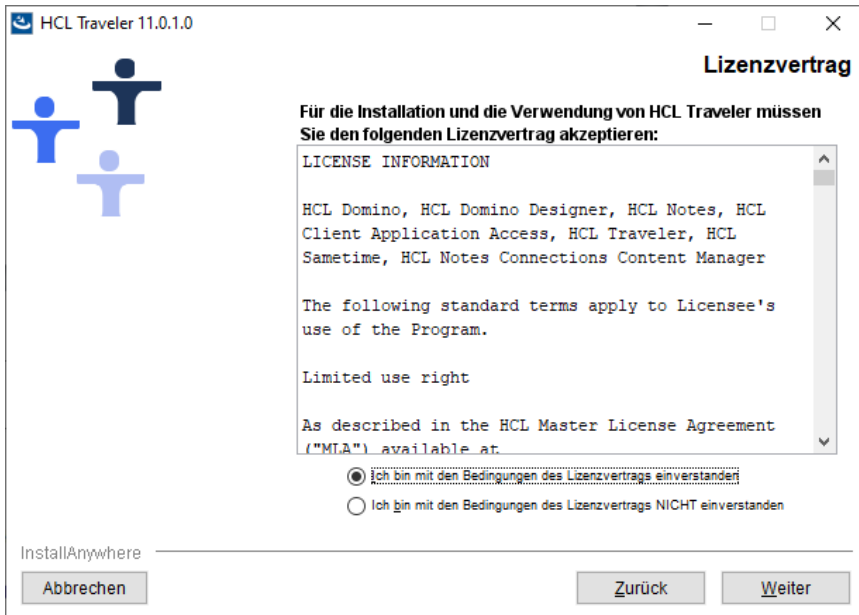 HCL Traveler 11.0.1.0
Lizenzvertrag
Für die Installation und die Verwendung von HCL Traveler müssen
Sie den folgenden Lizenzvertrag akzeptieren:
LICENSE INFORMATION
HCL Domino, HCL Domino Designer, HCL Notes, HCL
Client Application Access, HCL Traveler, HCL
Sametime, HCL Notes Connections Content Manager
The following standard terms apply to Licensee's
use of the Program.
Limited use right
As described in the HCL Master License Agreement
("MLA") available at
Ich bin mit den Bedingungen des Lizenzvertrags einverstanden
Ich bin mit den Bedingungen des Lizenzvertrags NICHT einverstanden
InstallAnywhere
Abbrechen
Zurück
Weiter